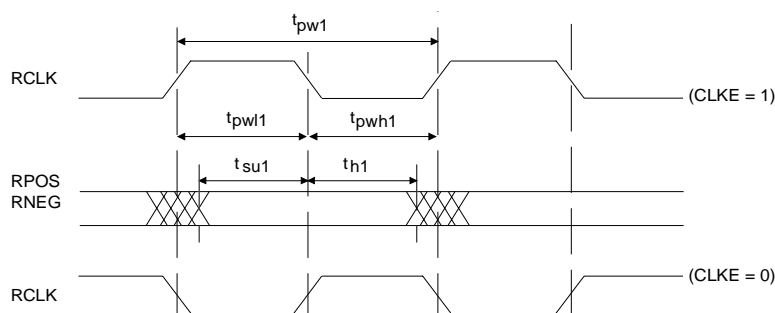 tpw1
RCLK
(CLKE = 1)
tpwl1
tpwh1
tsu1
th1
RPOS
RNEG
(CLKE = 0)
RCLK